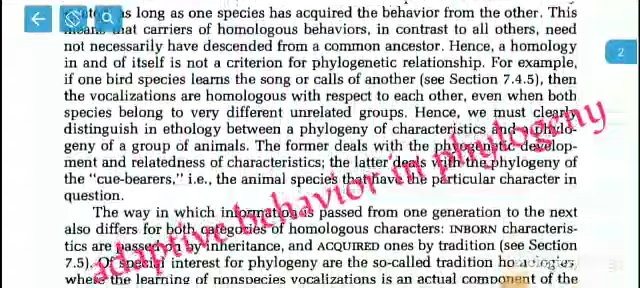 as long as one species has acquired the behavior from the other. This
means that carriers of homologous behaviors, in contrast to all others, need
not necessarily have descended from a common ancestor. Hence, a homology
in and of itself is not a criterion for phylogenetic relationship. For example,
if one bird species learns the song or calls of another (see Section 7.4.5), then
the vocalizations are homologous with respect to each other, even when both
species belong to very different unrelated groups. Hence, we must clearly
distinguish in ethology between a phylogeny of characteristics and a phylo-
geny of a group of animals. The former deals with the phylogenetic develop-
ment and relatedness of characteristics; the latter deals with the phylogeny of
the “cue-bearers,” i.e., the animal species that have the particular character in
question.
The way in which information is passed from one generation to the next
also differs for both categories of homologous characters: INBORN characteris-
tics are passed on by inheritance, and ACQUIRED ones by tradition (see Section
7.5). Of special interest for phylogeny are the so-called tradition homologies
where the learning of nonspecies vocalizations is an actual component of the
adaptive behavior in phylogeny
2